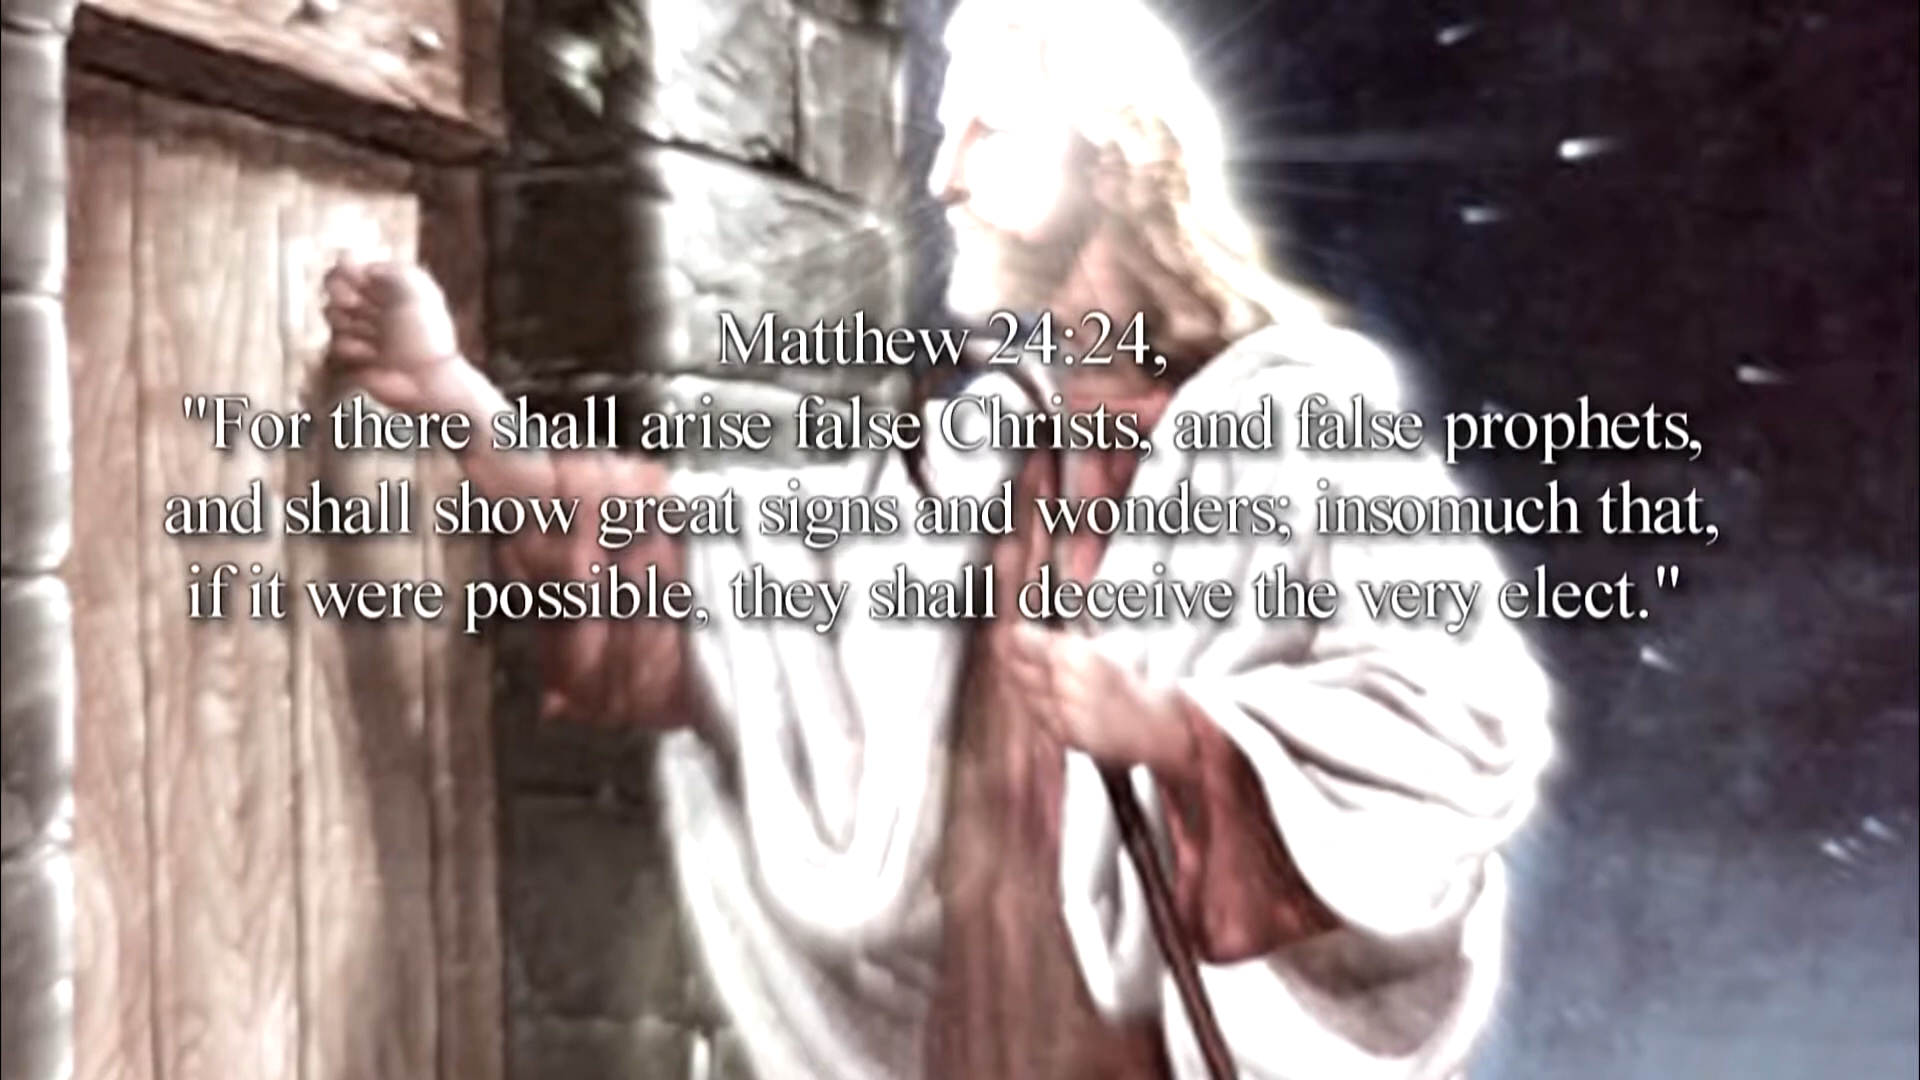 Matthew 24:24,
"For there shall arise false Christs, and false prophets,
and shall show great signs and wonders; insomuch that,
if it were possible, they shall deceive the very elect."